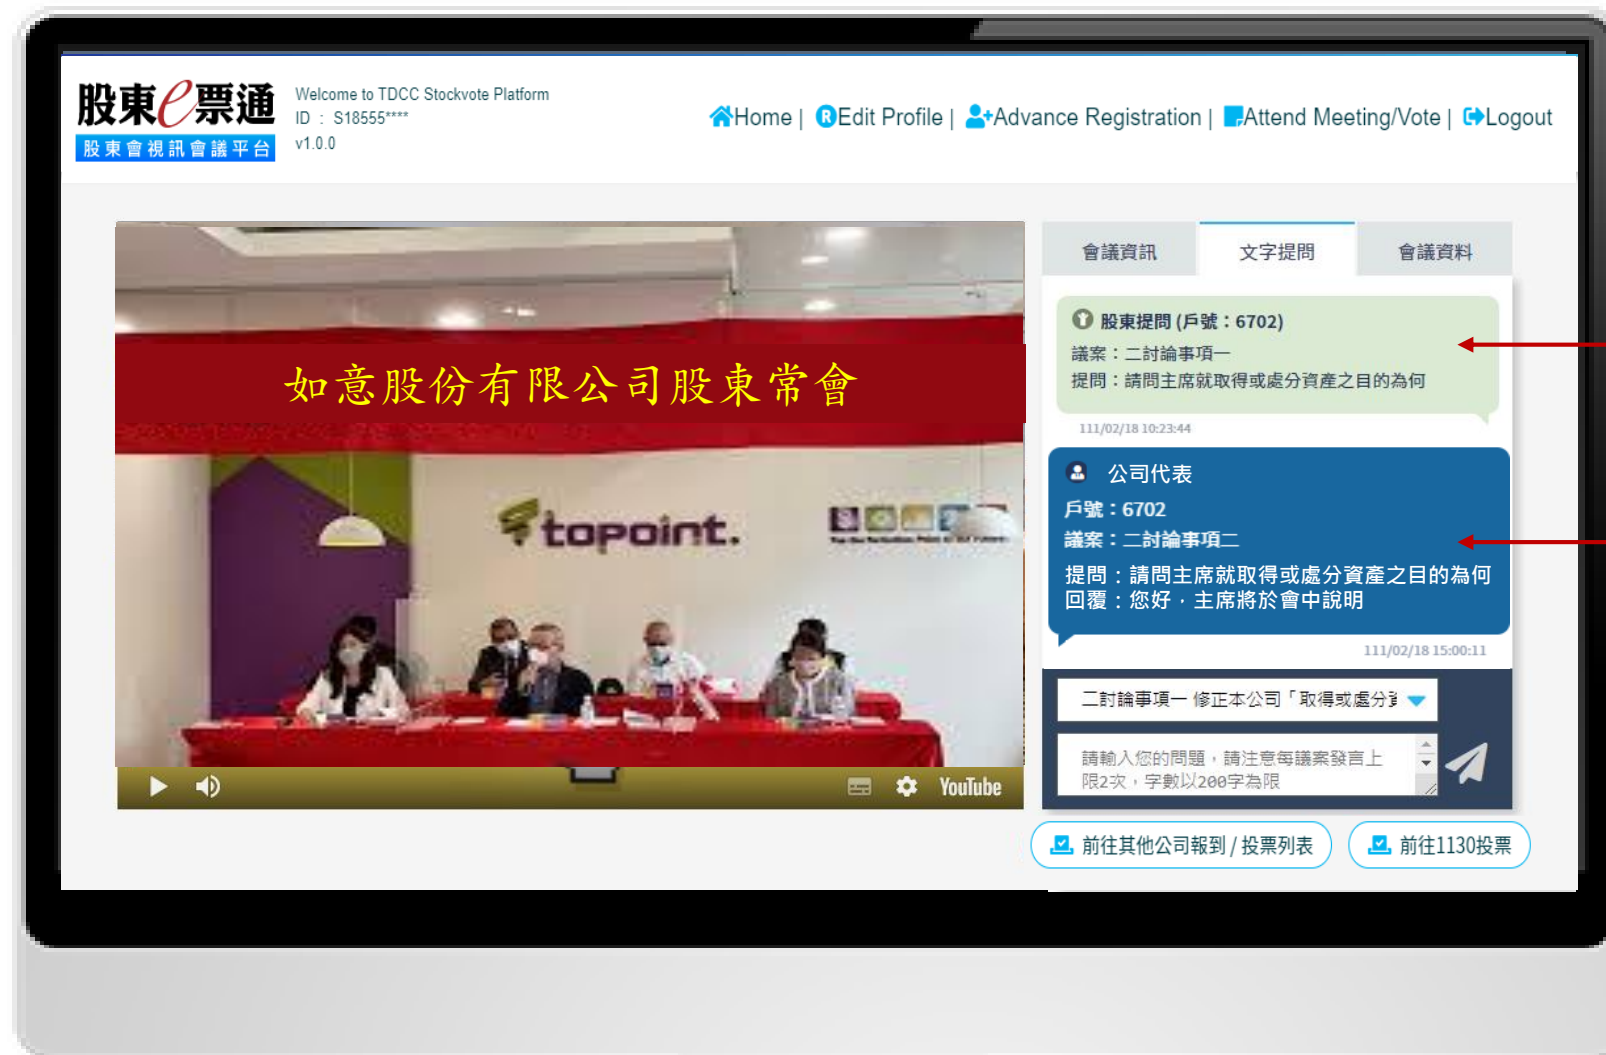 股東e票通
股東會視訊會議平台
Welcome to TDCC Stockvote Platform
ID : S18555****
v1.0.0
Home | Edit Profile | Advance Registration | Attend Meeting/Vote | Logout
如意股份有限公司股東常會
topoint.
YouTube
會議資訊 文字提問 會議資料
股東提問 (戶號：6702)
議案：二討論事項一
提問：請問主席就取得或處分資產之目的為何
111/02/18 10:23:44
公司代表
戶號：6702
議案：二討論事項二
提問：請問主席就取得或處分資產之目的為何
回覆：您好，主席將於會中說明
111/02/18 15:00:11
二討論事項一 修正本公司「取得或處分資
請輸入您的問題，請注意每議案發言上
限2次，字數以200字為限
前往其他公司報到 / 投票列表
前往1130投票